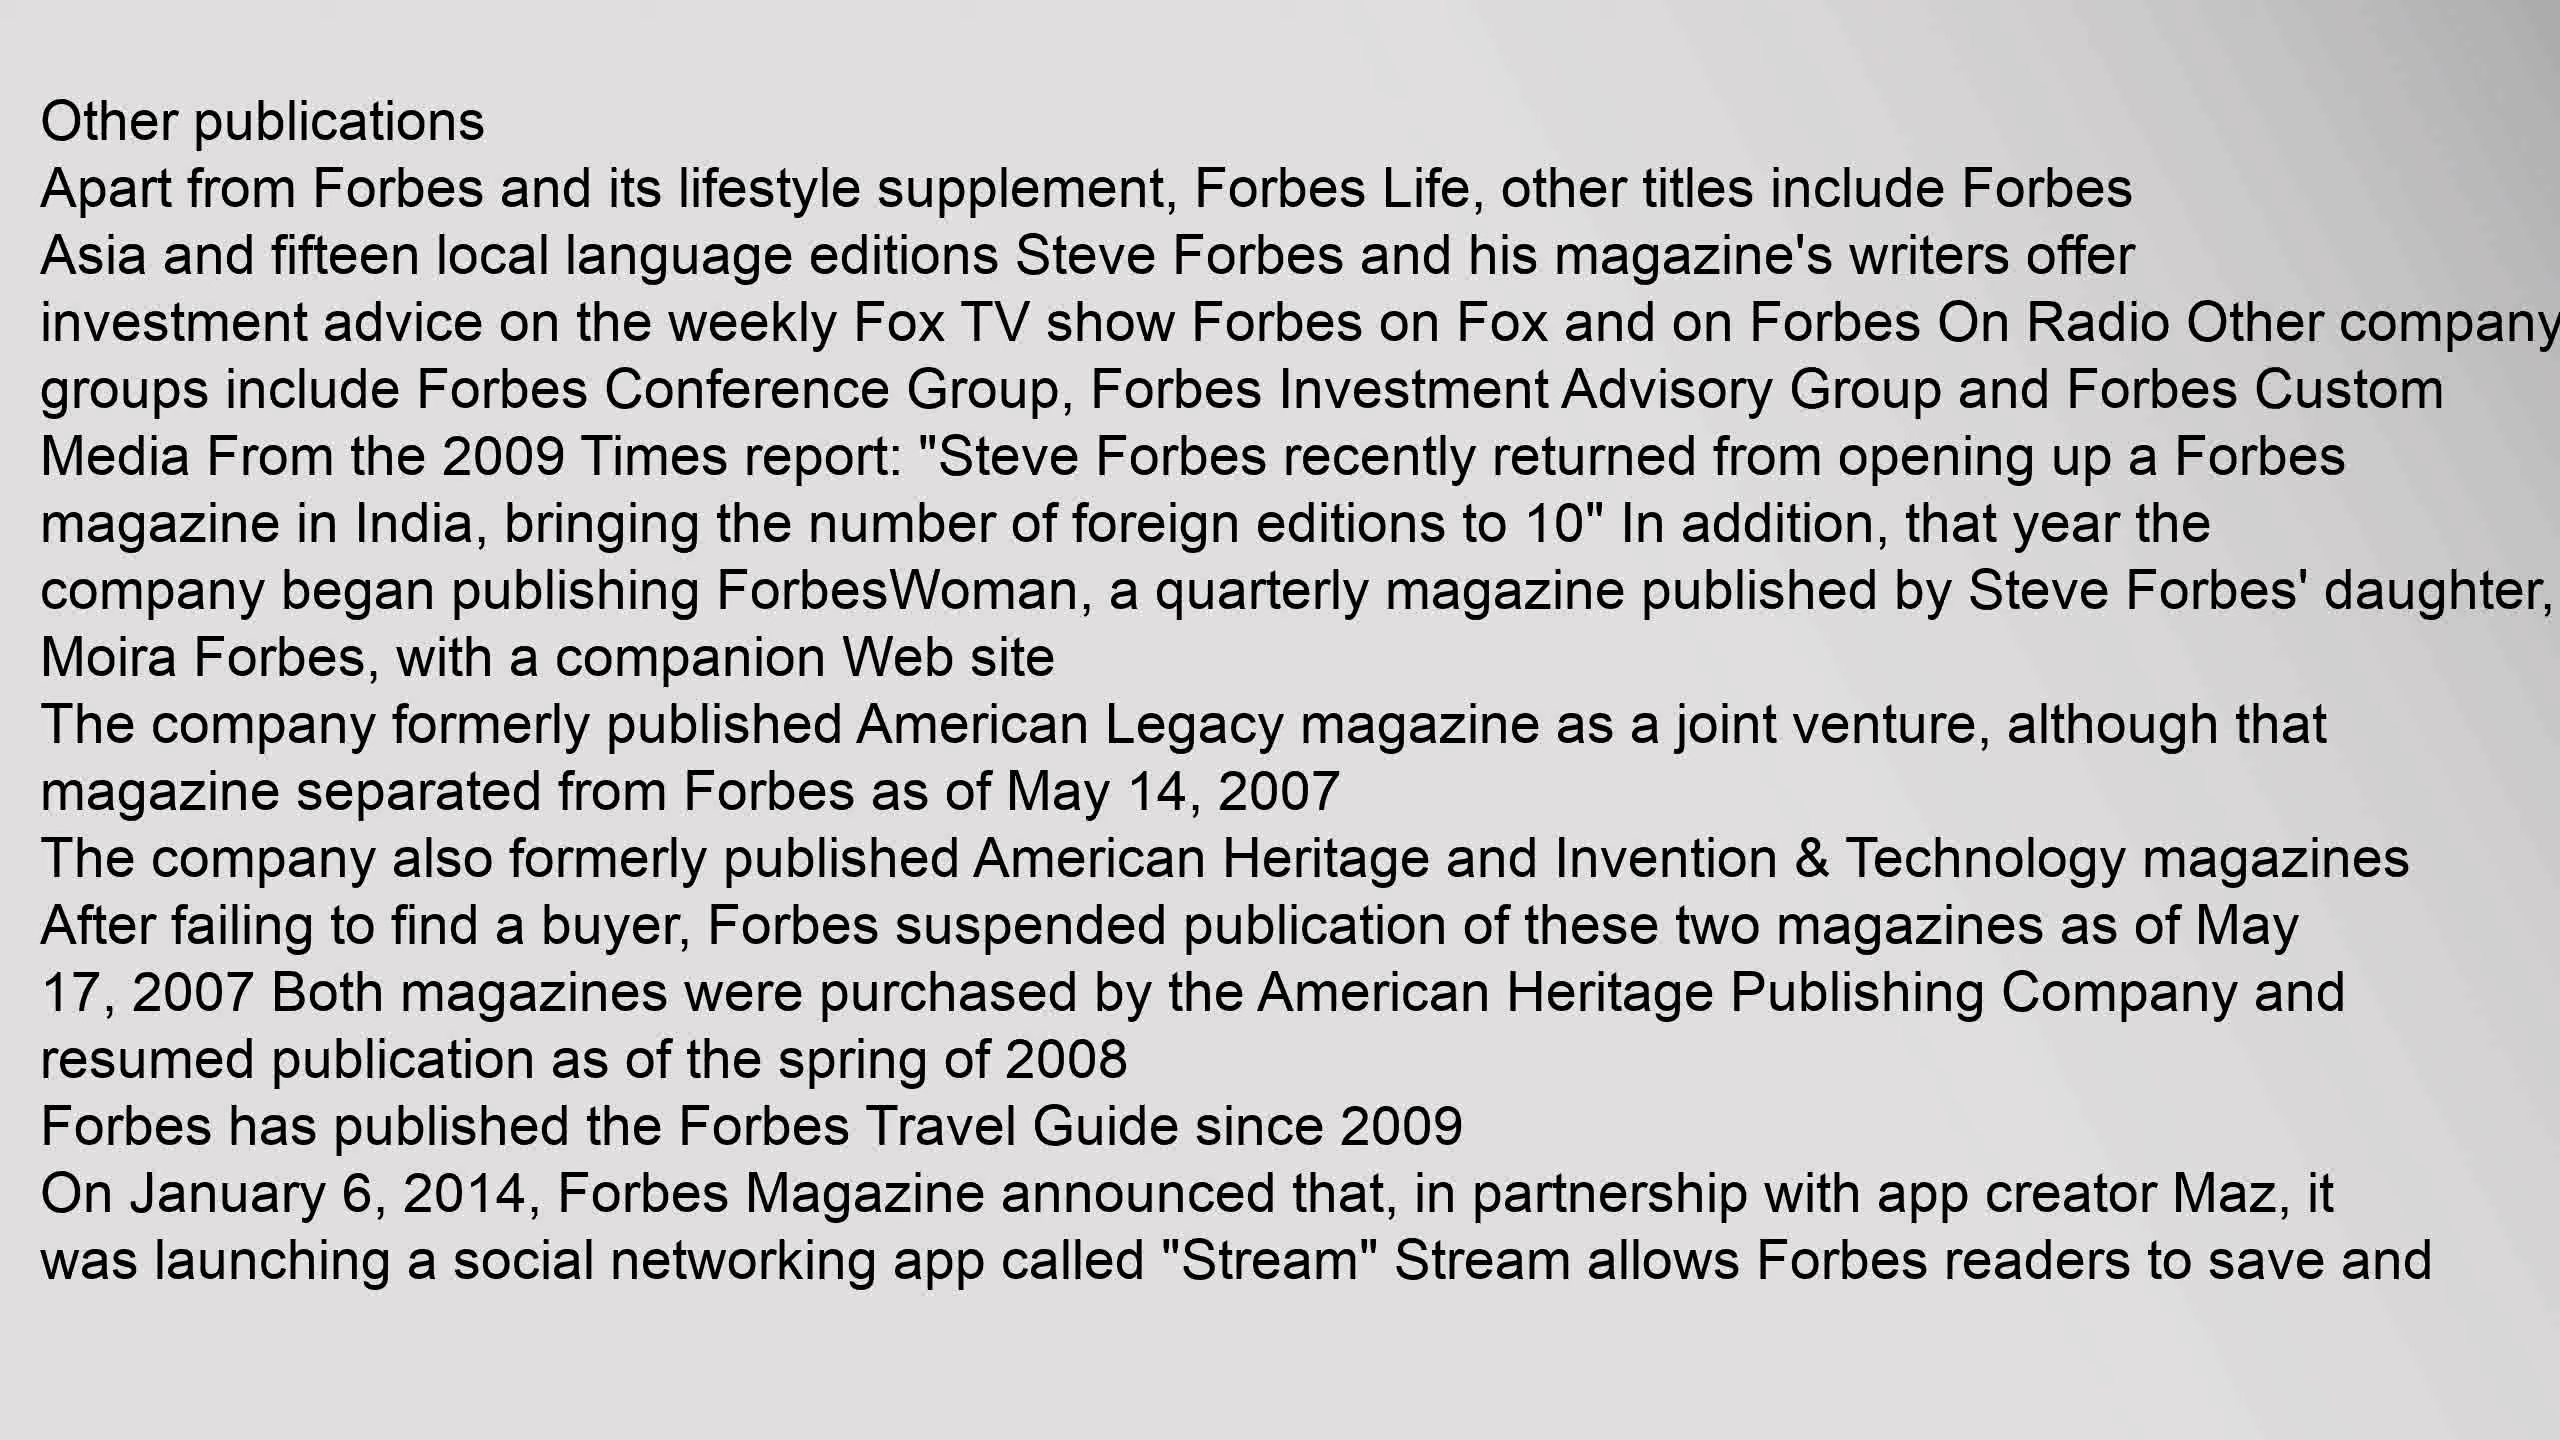 Other publications
Apart from Forbes and its lifestyle supplement, Forbes Life, other titles include Forbes
Asia and fifteen local language editions Steve Forbes and his magazine's writers offer
investment advice on the weekly Fox TV show Forbes on Fox and on Forbes On Radio Other company
groups include Forbes Conference Group, Forbes Investment Advisory Group and Forbes Custom
Media From the 2009 Times report: "Steve Forbes recently returned from opening up a Forbes
magazine in India, bringing the number of foreign editions to 10" In addition, that year the
company began publishing ForbesWoman, a quarterly magazine published by Steve Forbes' daughter,
Moira Forbes, with a companion Web site
The company formerly published American Legacy magazine as a joint venture, although that
magazine separated from Forbes as of May 14, 2007
The company also formerly published American Heritage and Invention & Technology magazines
After failing to find a buyer, Forbes suspended publication of these two magazines as of May
17, 2007 Both magazines were purchased by the American Heritage Publishing Company and
resumed publication as of the spring of 2008
Forbes has published the Forbes Travel Guide since 2009
On January 6, 2014, Forbes Magazine announced that, in partnership with app creator Maz, it
was launching a social networking app called "Stream" Stream allows Forbes readers to save and